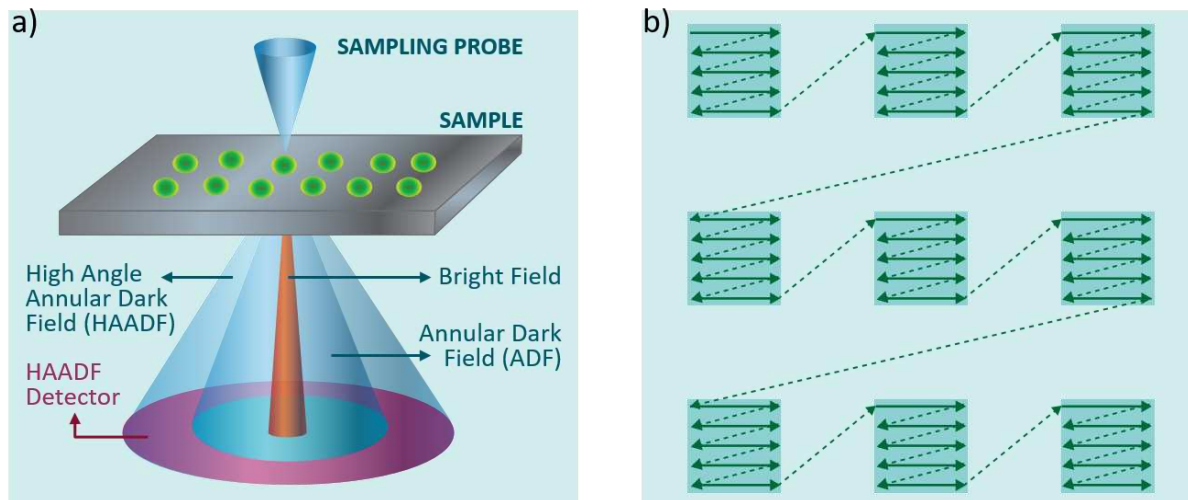 a)
SAMPLING PROBE
SAMPLE
High Angle
Annular Dark
Field (HAADF)
Bright Field
Annular Dark
Field (ADF)
HAADF
Detector
b)